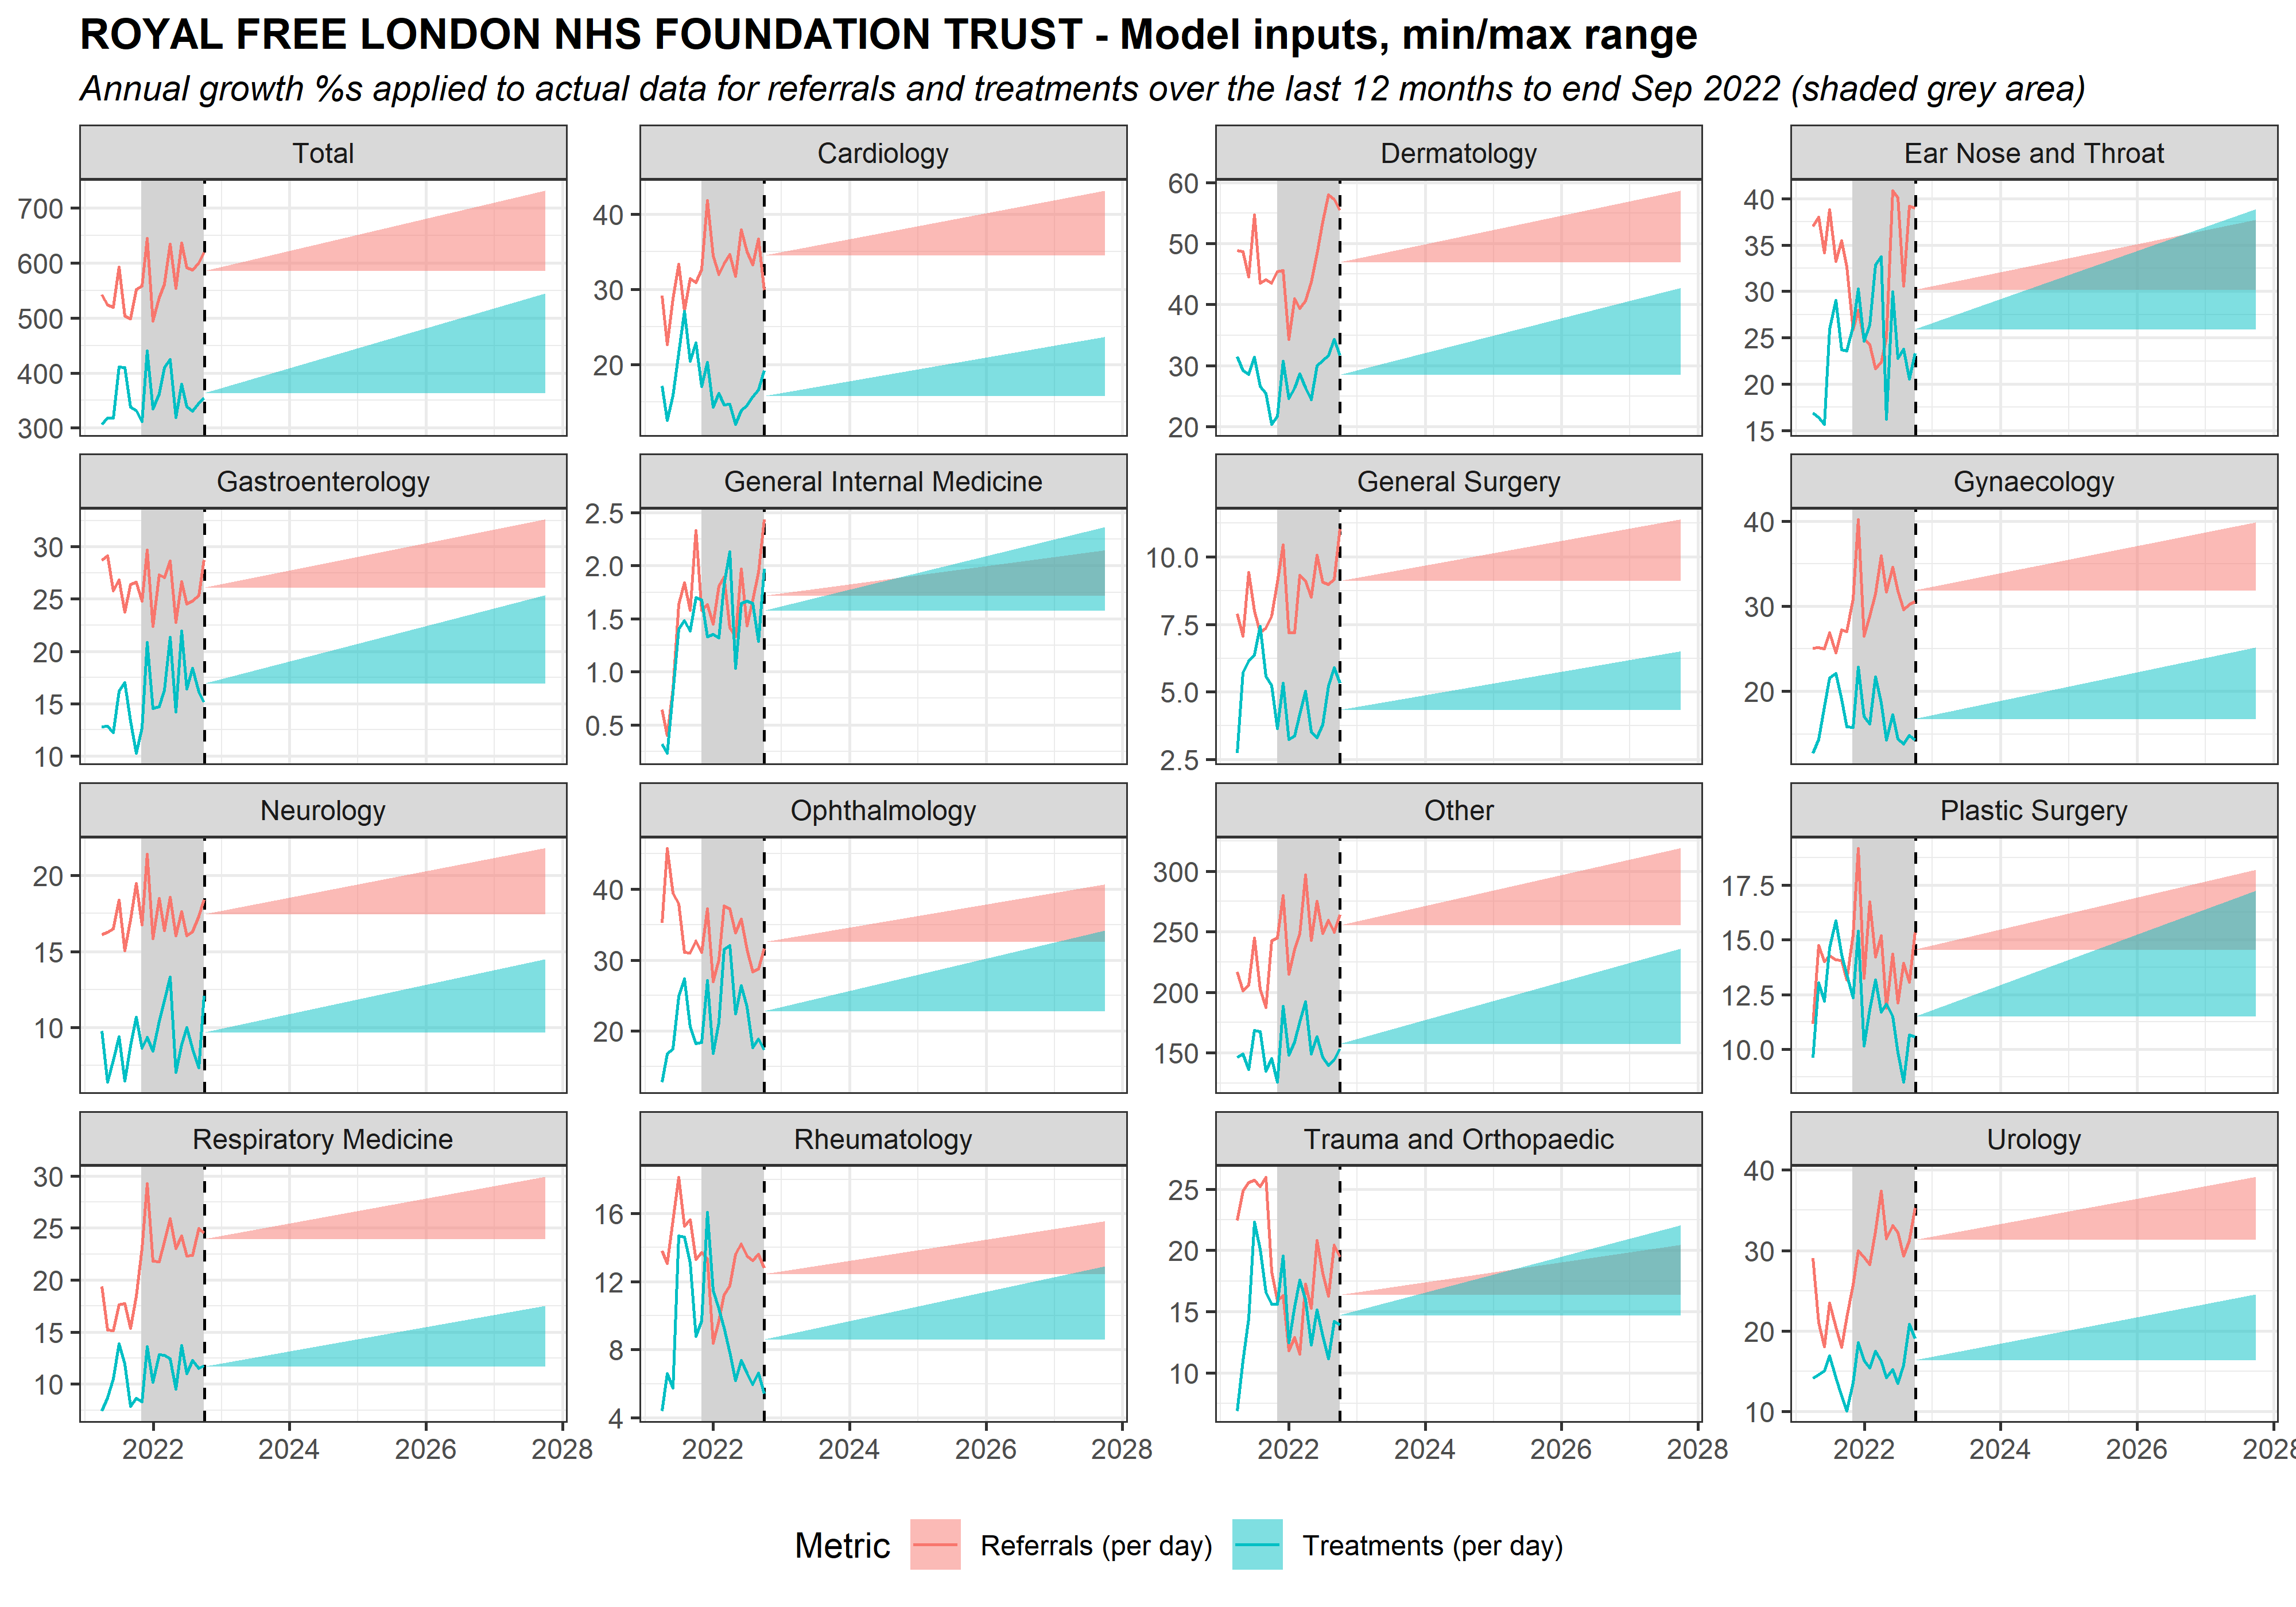 ROYAL FREE LONDON NHS FOUNDATION TRUST - Model inputs, min/max range
Annual growth %s applied to actual data for referrals and treatments over the last 12 months to end Sep 2022 (shaded grey area)
Total
Cardiology
Dermatology
Ear Nose and Throat
700
600
500
400
300
40
30
20
60
50
40
30
20
40
35
30
25
20
15
Gastroenterology
General Internal Medicine
General Surgery
Gynaecology
30
25
20
15
10
2.5
2.0
1.5
1.0
0.5
10.0
7.5
5.0
2.5
40
30
20
Neurology
Ophthalmology
Other
Plastic Surgery
20
15
10
40
30
20
300
250
200
150
17.5
15.0
12.5
10.0
Respiratory Medicine
Rheumatology
Trauma and Orthopaedic
Urology
30
25
20
15
10
16
12
8
4
25
20
15
10
40
30
20
10
2022 2024 2026 2028
2022 2024 2026 2028
2022 2024 2026 2028
2022 2024 2026 2028
Metric Referrals (per day) Treatments (per day)